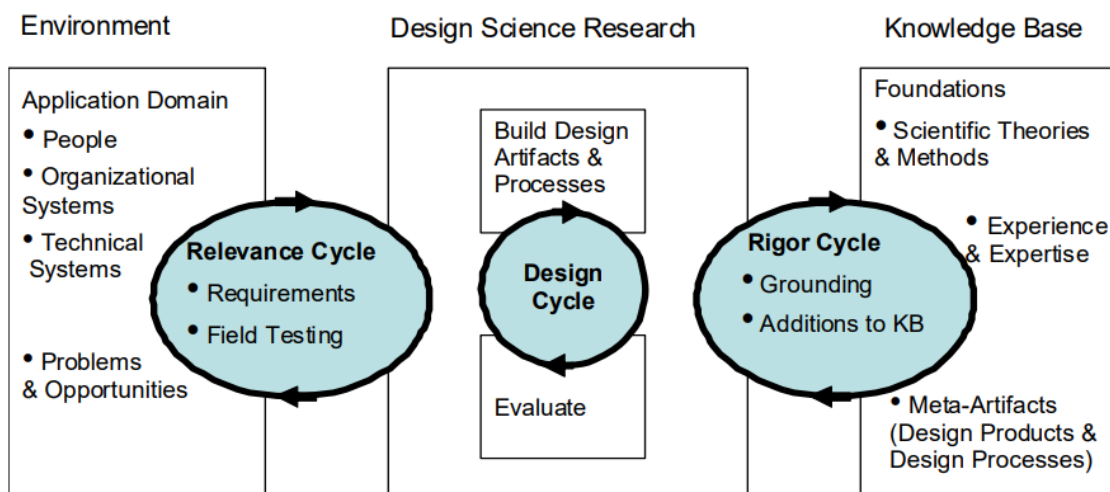 Environment
Design Science Research
Knowledge Base
Application Domain
• People
• Organizational
Systems
• Technical
Systems
• Problems
& Opportunities
Relevance Cycle
• Requirements
• Field Testing
Build Design
Artifacts &
Processes
Design
Cycle
Evaluate
Rigor Cycle
• Grounding
• Additions to KB
Foundations
• Scientific Theories
& Methods
• Experience
& Expertise
• Meta-Artifacts
(Design Products &
Design Processes)